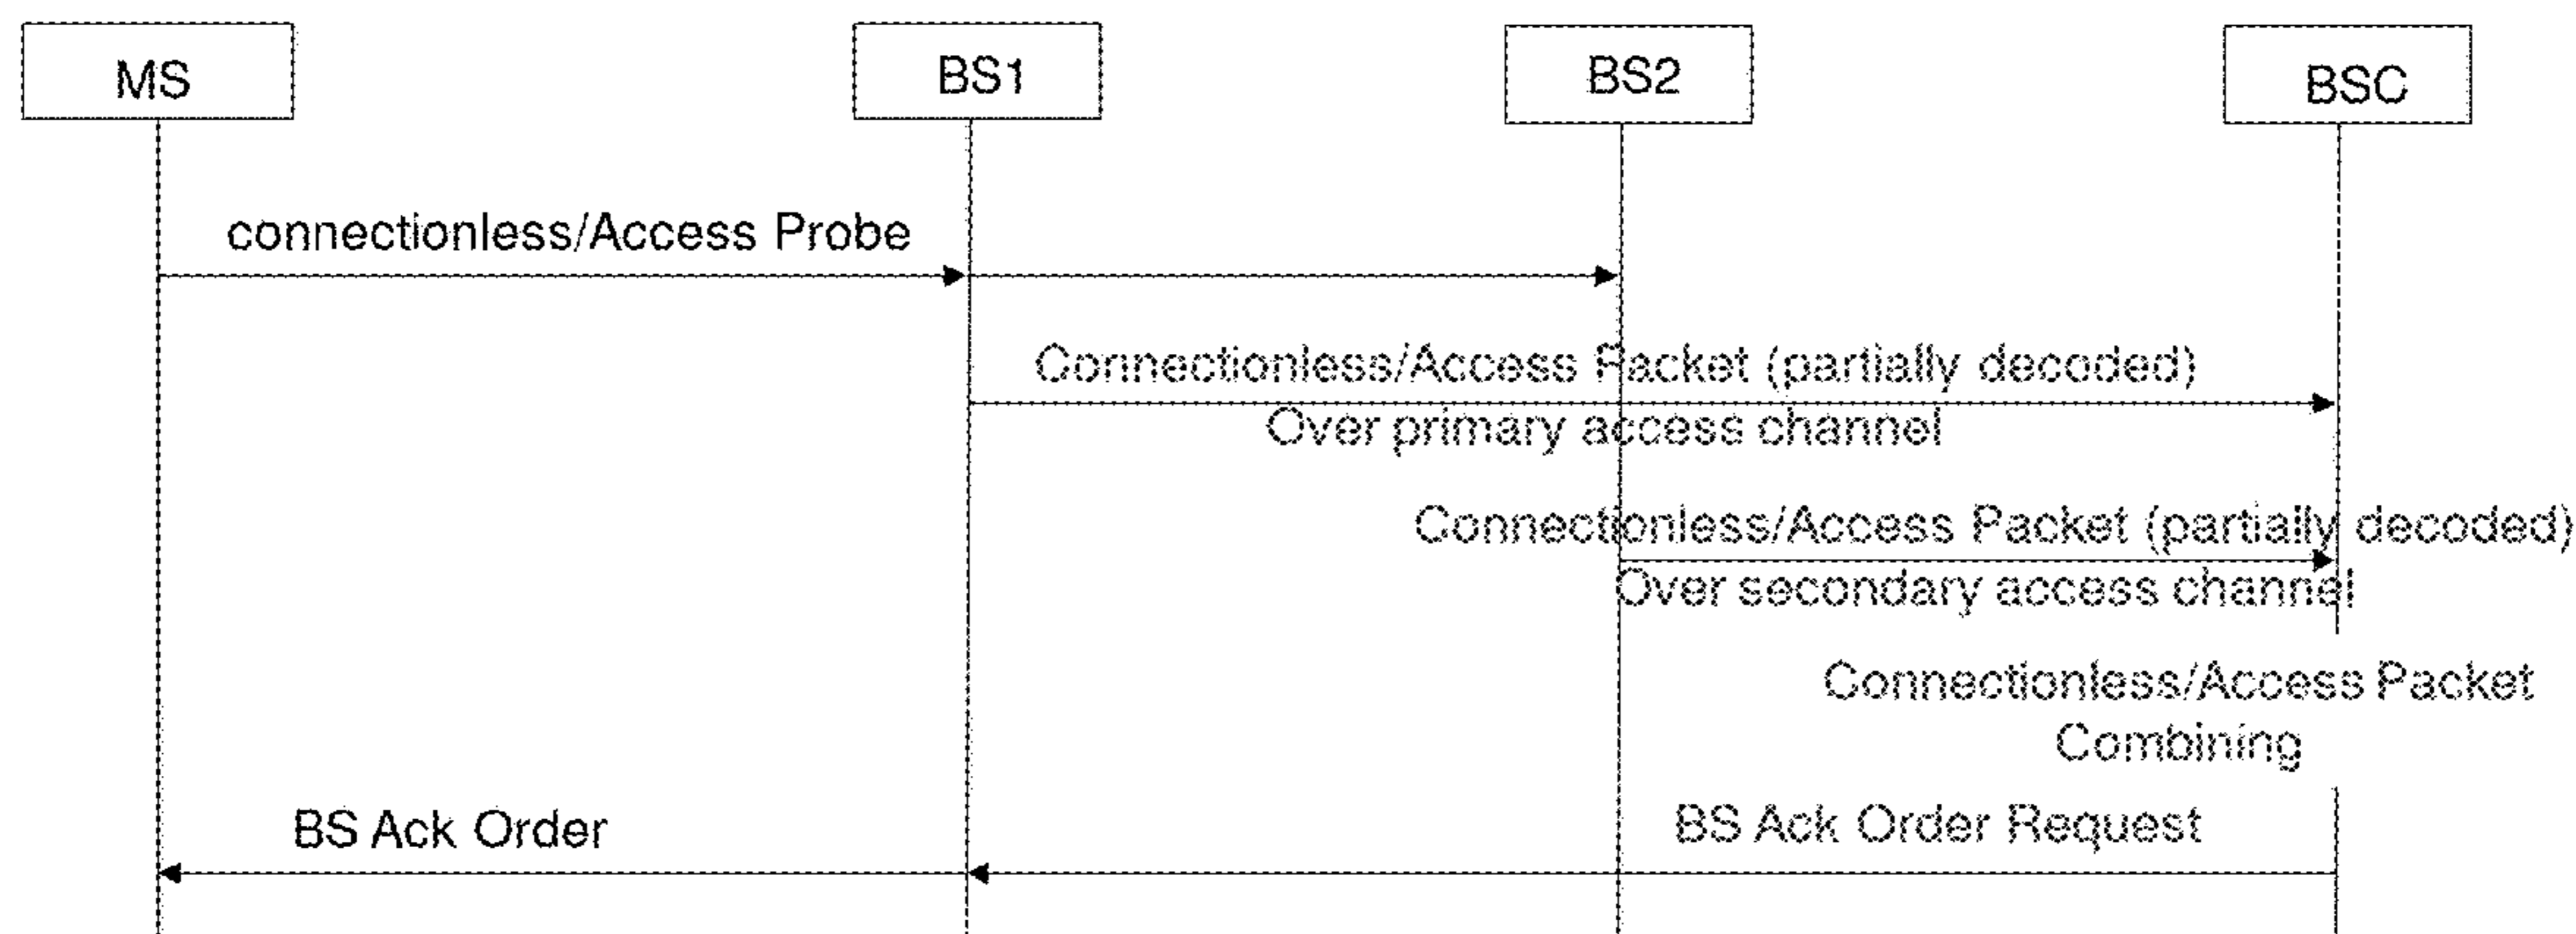 MS
BS1
BS2
BSC
connectionless/Access Probe
Connectionless/Access Packet (partially decoded)
Over primary access channel
Connectionless/Access Packet (partially decoded)
Over secondary access channel
Connectionless/Access Packet
Combining
BS Ack Order
BS Ack Order Request